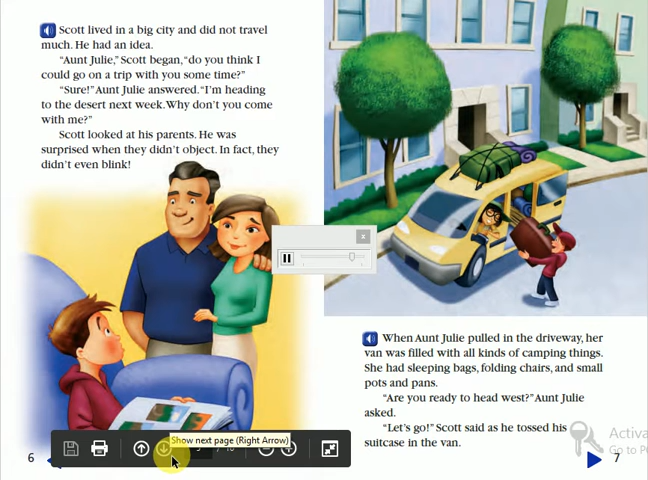 Scott lived in a big city and did not travel
much. He had an idea.
“Aunt Julie,” Scott began, “do you think I
could go on a trip with you some time?”
“Sure!” Aunt Julie answered. “I’m heading
to the desert next week. Why don’t you come
with me?”
Scott looked at his parents. He was
surprised when they didn’t object. In fact, they
didn’t even blink!
x
When Aunt Julie pulled in the driveway, her
van was filled with all kinds of camping things.
She had sleeping bags, folding chairs, and small
pots and pans.
“Are you ready to head west?” Aunt Julie
asked.
“Let’s go!” Scott said as he tossed his
suitcase in the van.
Show next page (Right Arrow)
6
7
Activa
Go to PC